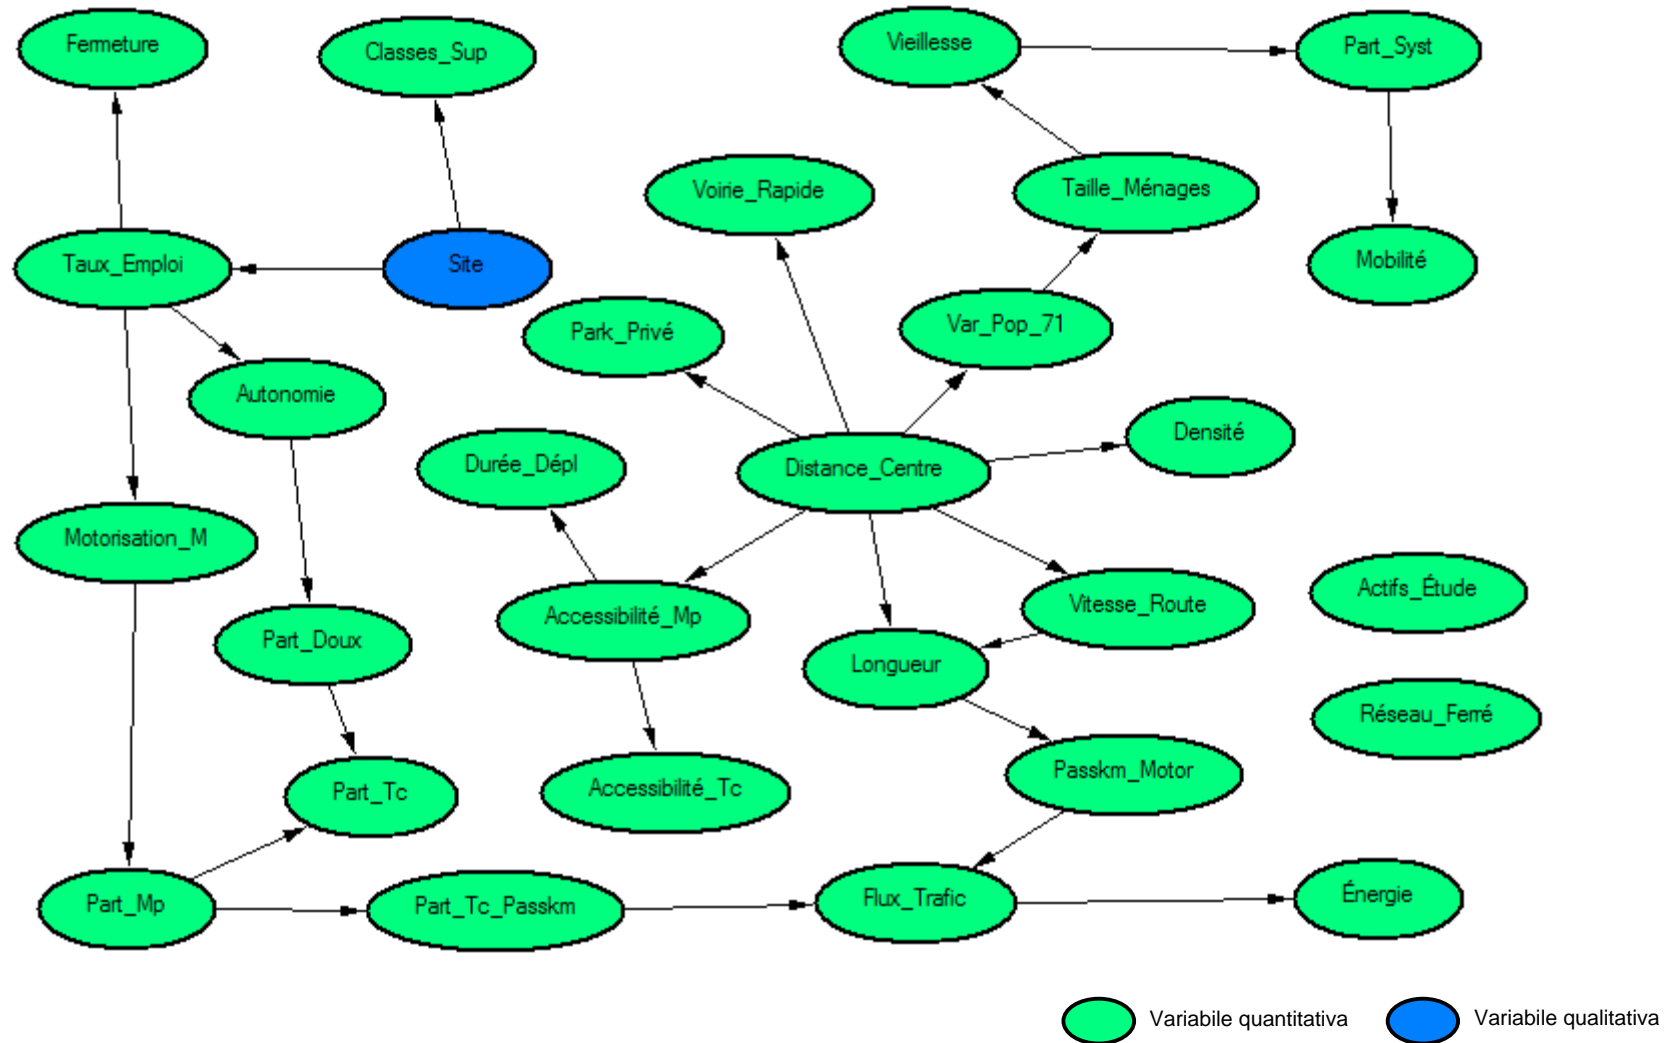 Fermeture
Classes_Sup
Vieillesse
Part_Syst
Voirie_Rapide
Taille_Ménages
Taux_Emploi
Site
Mobilité
Park_Privé
Var_Pop_71
Autonomie
Densité
Durée_Dépl
Distance_Centre
Motorisation_M
Accessibilité_Mp
Vitesse_Route
Actifs_Étude
Part_Doux
Longueur
Réseau_Ferré
Part_Tc
Accessibilité_Tc
Passkm_Motor
Part_Mp
Part_Tc_Passkm
Flux_Trafic
Énergie
Variabile quantitativa
Variabile qualitativa